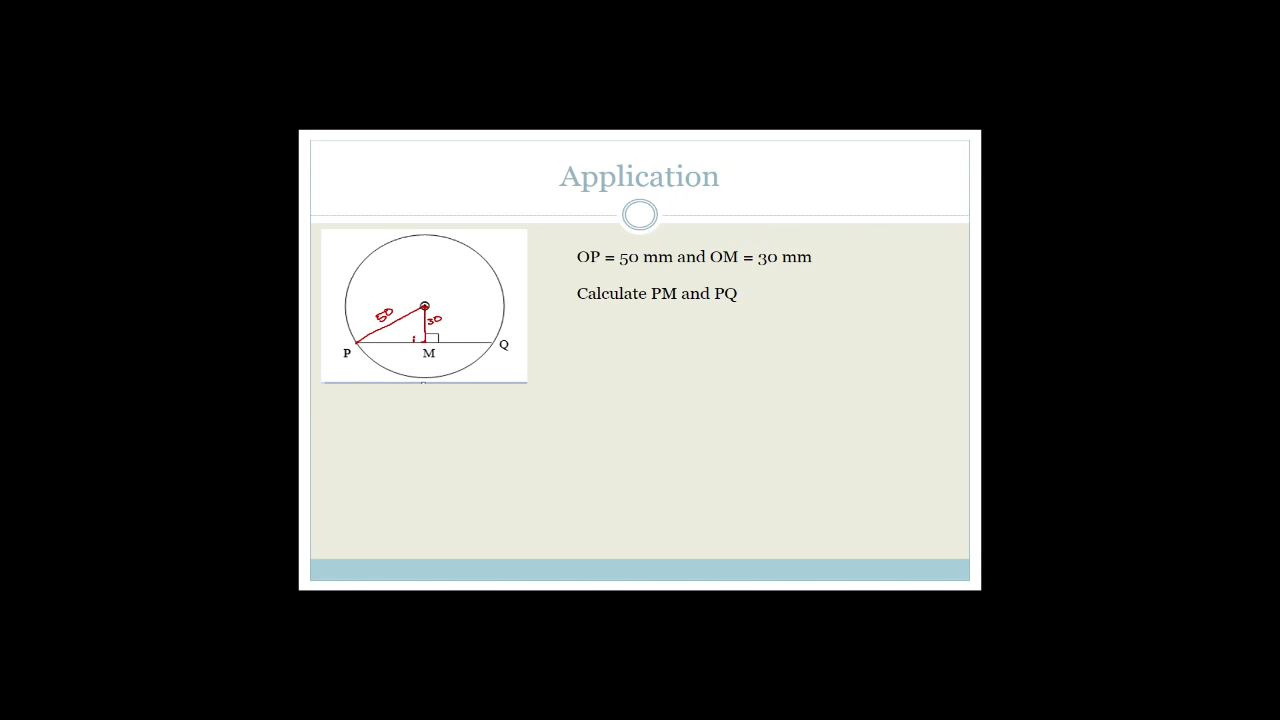 Application
OP = 50 mm and OM = 30 mm
Calculate PM and PQ
50
30
P
M
Q